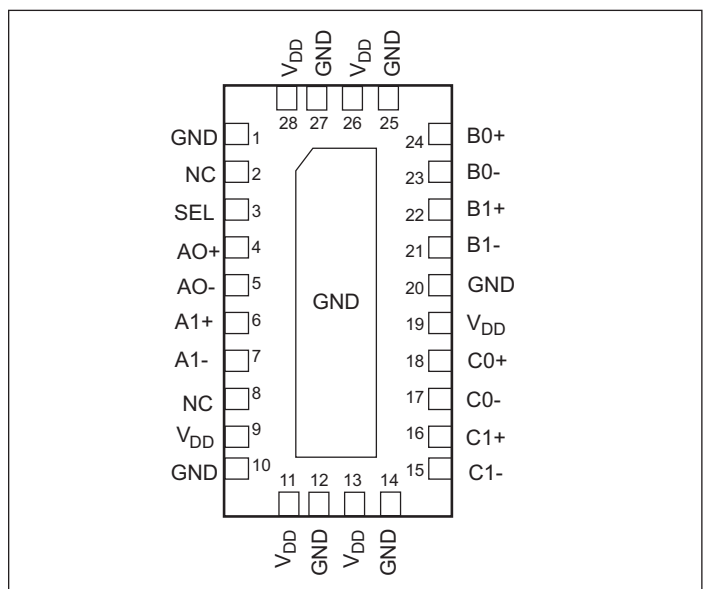 VDD GND VDD GND
28 27 26 25
GND 1 24 B0+
NC 2 23 B0-
SEL 3 22 B1+
AO+ 4 21 B1-
AO- 5 20 GND
GND
A1+ 6 19 VDD
A1- 7 18 C0+
NC 8 17 C0-
VDD 9 16 C1+
GND 10 15 C1-
11 12 13 14
VDD GND VDD GND